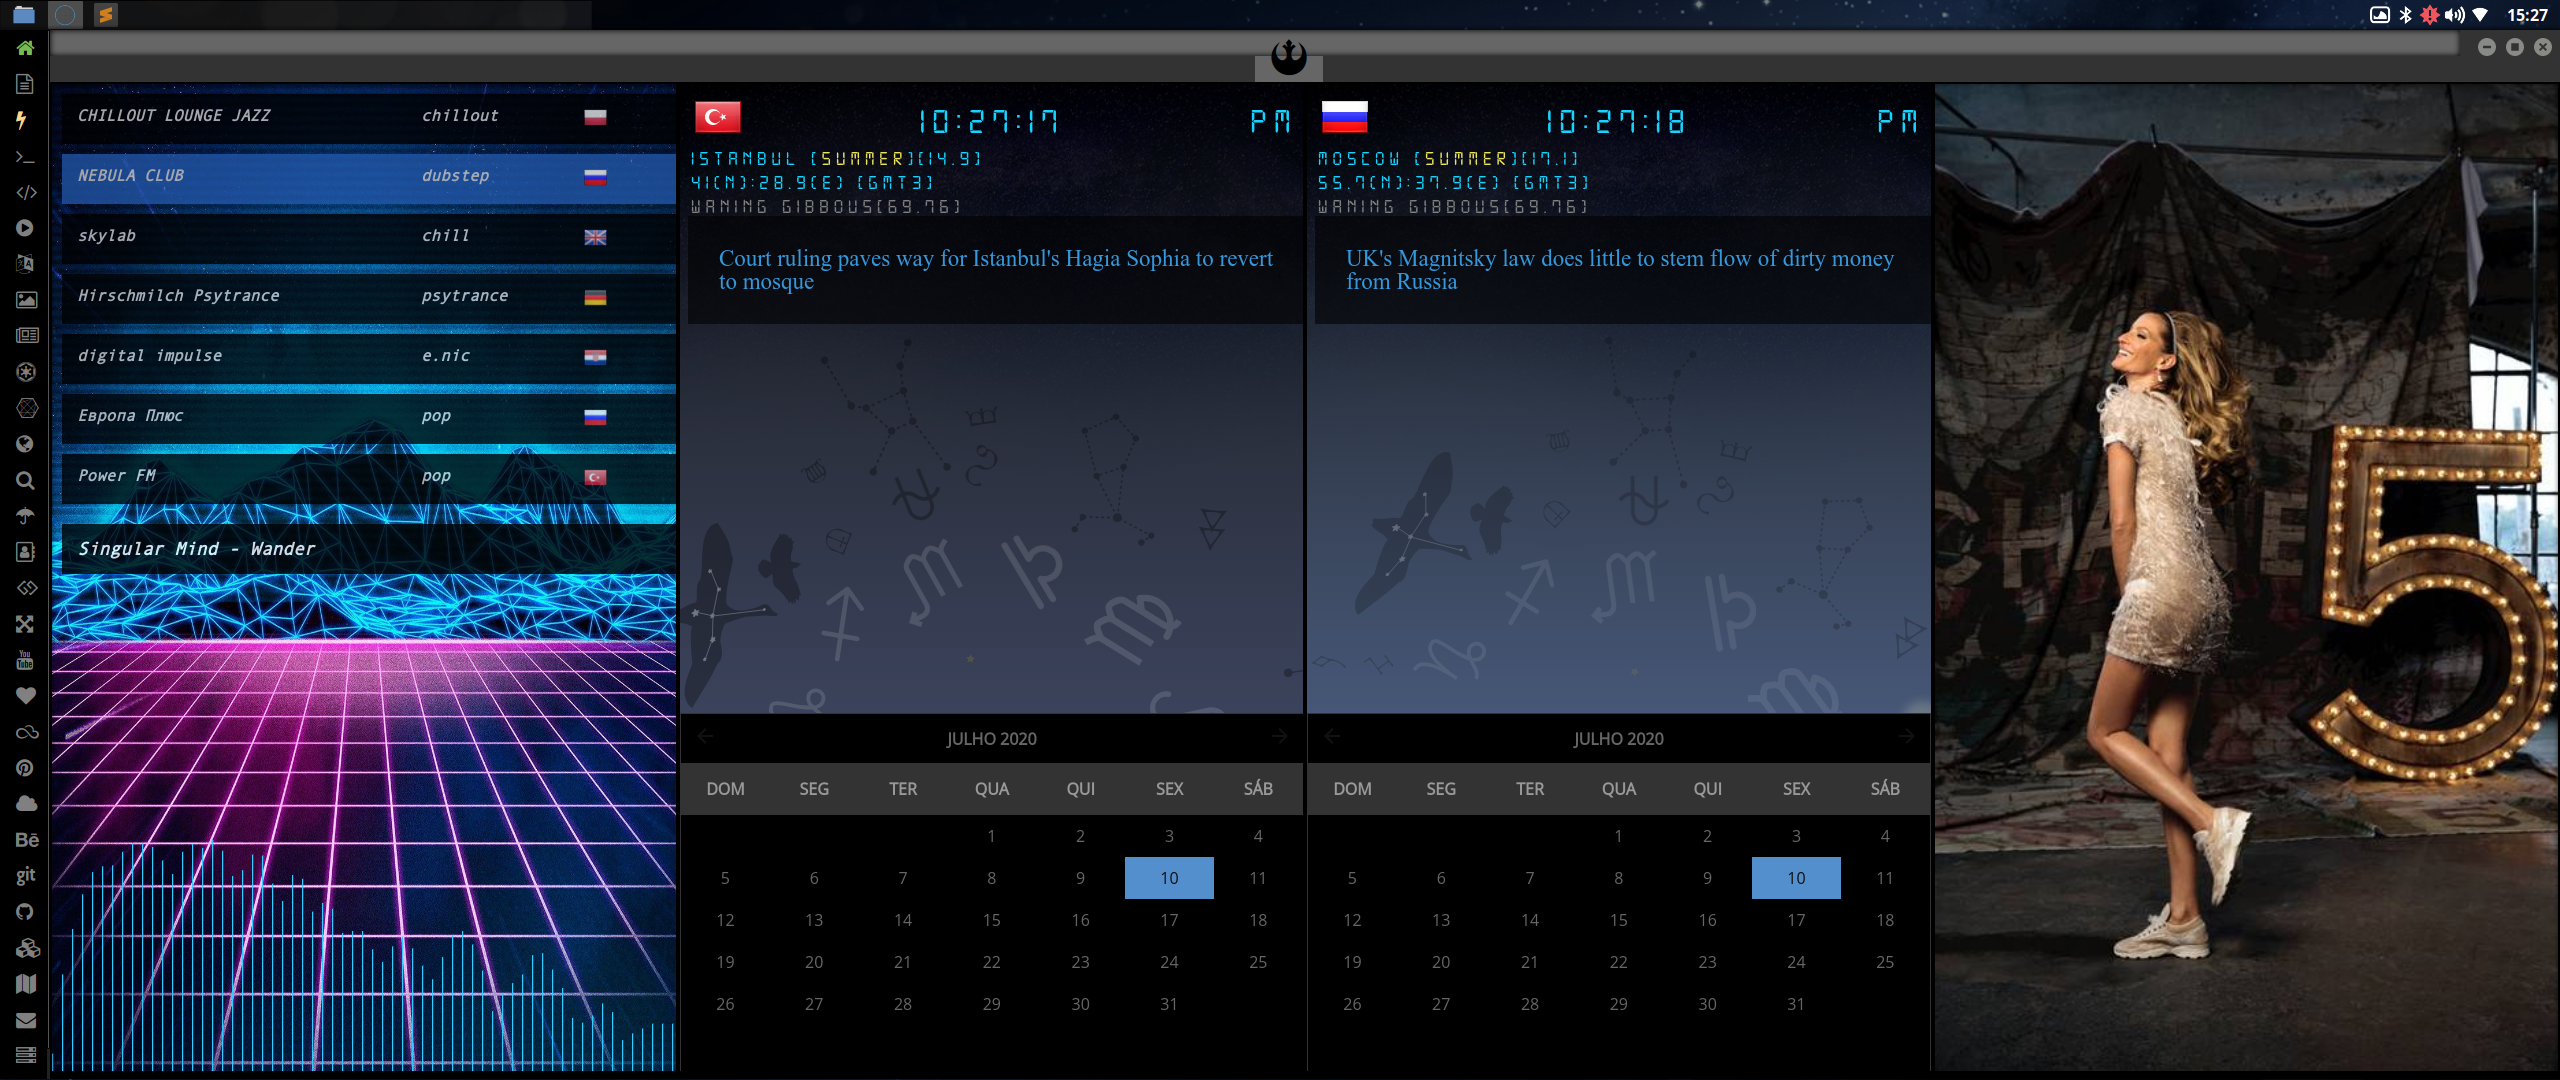 15:27
CHILLOUT LOUNGE JAZZ chillout
NEBULA CLUB dubstep
skylab chill
Hirschmilch Psytrance psytrance
digital impulse e.nic
Европа Плюс pop
Power FM pop
Singular Mind - Wander
You
Tube
Bē
git
10:27:17 PM
ISTANBUL [SUMMER][14.9]
41(N):28.9(E) [GMT3]
WANING GIBBOUS[69.76]
Court ruling paves way for Istanbul's Hagia Sophia to revert
to mosque
JULHO 2020
DOM SEG TER QUA QUI SEX SÁB
1 2 3 4
5 6 7 8 9 10 11
12 13 14 15 16 17 18
19 20 21 22 23 24 25
26 27 28 29 30 31
10:27:18 PM
MOSCOW [SUMMER][17.1]
55.7(N):37.9(E) [GMT3]
WANING GIBBOUS[69.76]
UK's Magnitsky law does little to stem flow of dirty money
from Russia
JULHO 2020
DOM SEG TER QUA QUI SEX SÁB
1 2 3 4
5 6 7 8 9 10 11
12 13 14 15 16 17 18
19 20 21 22 23 24 25
26 27 28 29 30 31
5